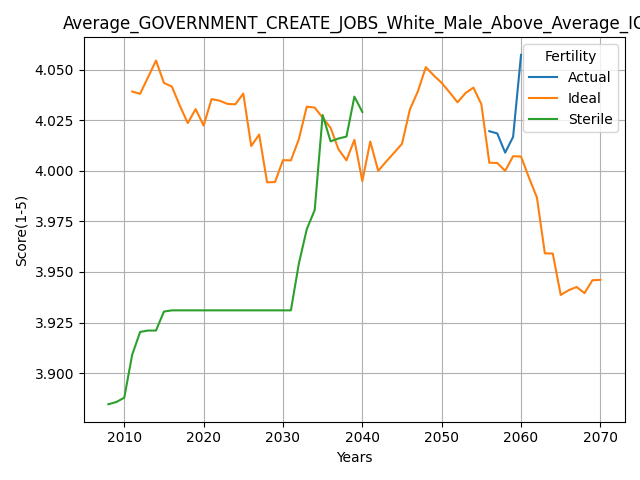 Average_GOVERNMENT_CREATE_JOBS_White_Male_Above_Average_IC
Fertility
Actual
Ideal
Sterile
Score(1-5)
4.050
4.025
4.000
3.975
3.950
3.925
3.900
2010 2020 2030 2040 2050 2060 2070
Years